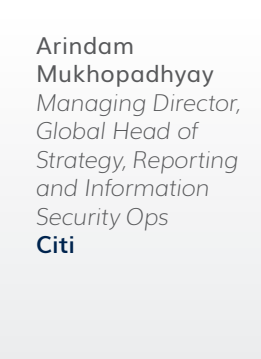 Arindam
Mukhopadhyay
Managing Director,
Global Head of
Strategy, Reporting
and Information
Security Ops
Citi